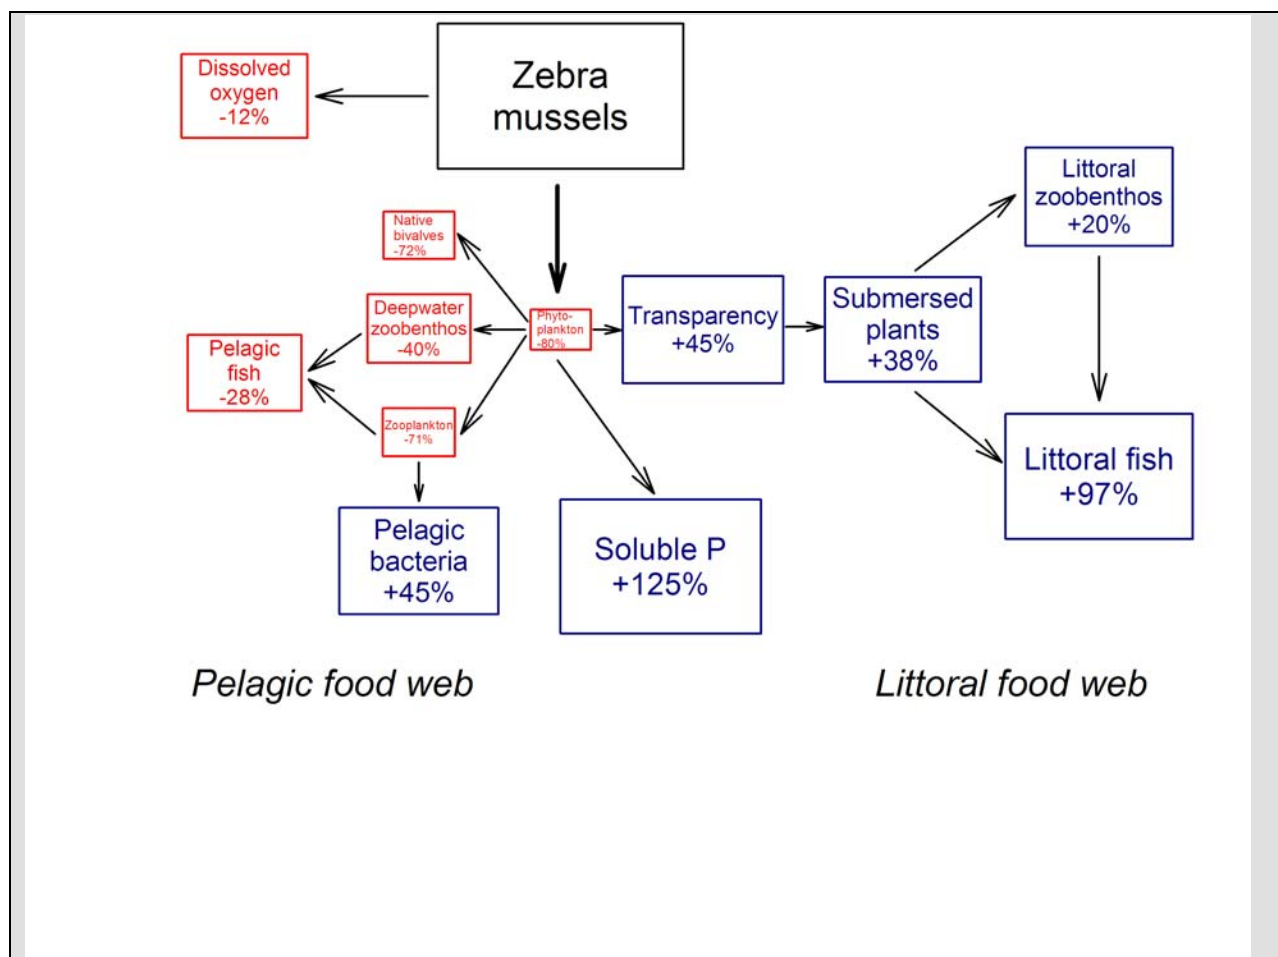 Zebra
mussels
Dissolved
oxygen
-12%
Native
bivalves
-72%
Deepwater
zoobenthos
-40%
Phyto-
plankton
-80%
Pelagic
fish
-28%
Zooplankton
-71%
Pelagic
bacteria
+45%
Soluble P
+125%
Transparency
+45%
Submersed
plants
+38%
Littoral
zoobenthos
+20%
Littoral fish
+97%
Pelagic food web
Littoral food web